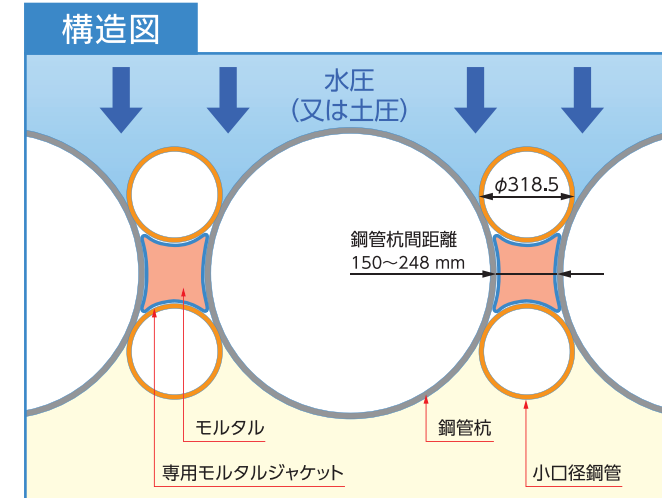 構造図
水圧
(又は土圧)
φ318.5
鋼管杭間距離
150～248 mm
モルタル
鋼管杭
専用モルタルジャケット
小口径鋼管